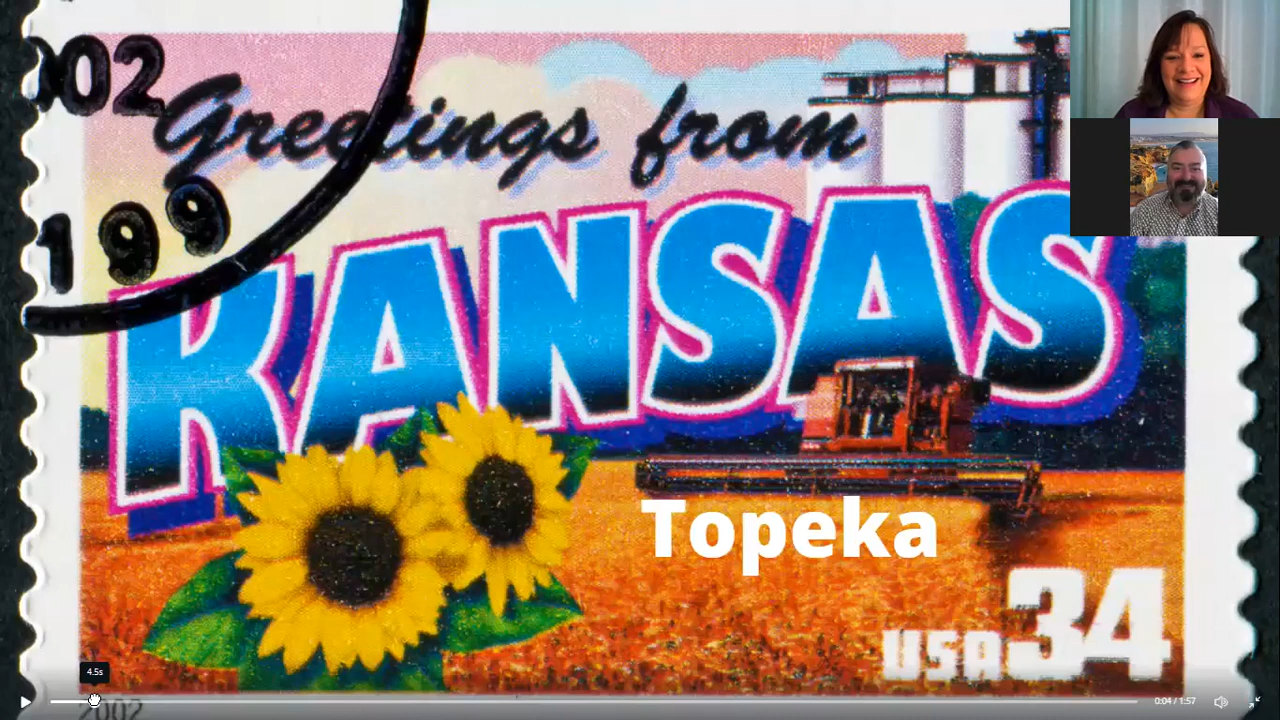 002
199
Greetings from
KANSAS
Topeka
USA 34
4.5s
0:04 / 1:57
2002